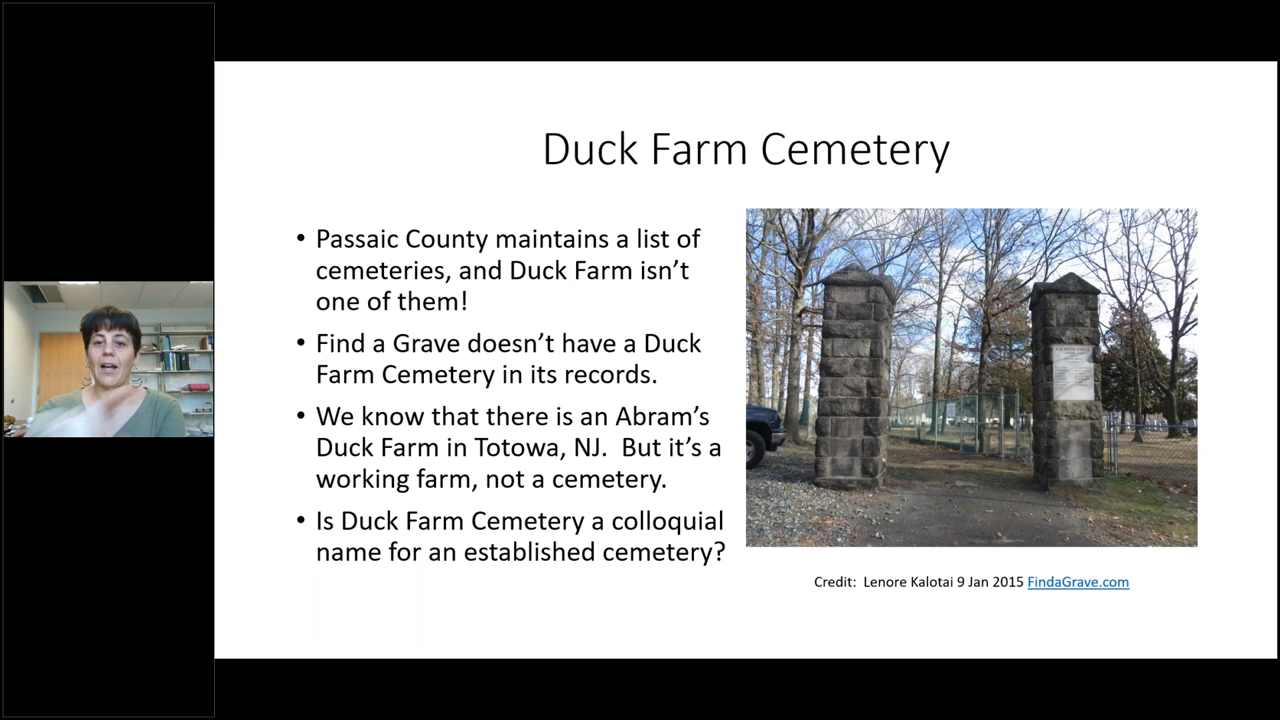 Duck Farm Cemetery
• Passaic County maintains a list of
cemeteries, and Duck Farm isn’t
one of them!
• Find a Grave doesn’t have a Duck
Farm Cemetery in its records.
• We know that there is an Abram’s
Duck Farm in Totowa, NJ.  But it’s a
working farm, not a cemetery.
• Is Duck Farm Cemetery a colloquial
name for an established cemetery?
Credit:  Lenore Kalotai 9 Jan 2015 FindaGrave.com